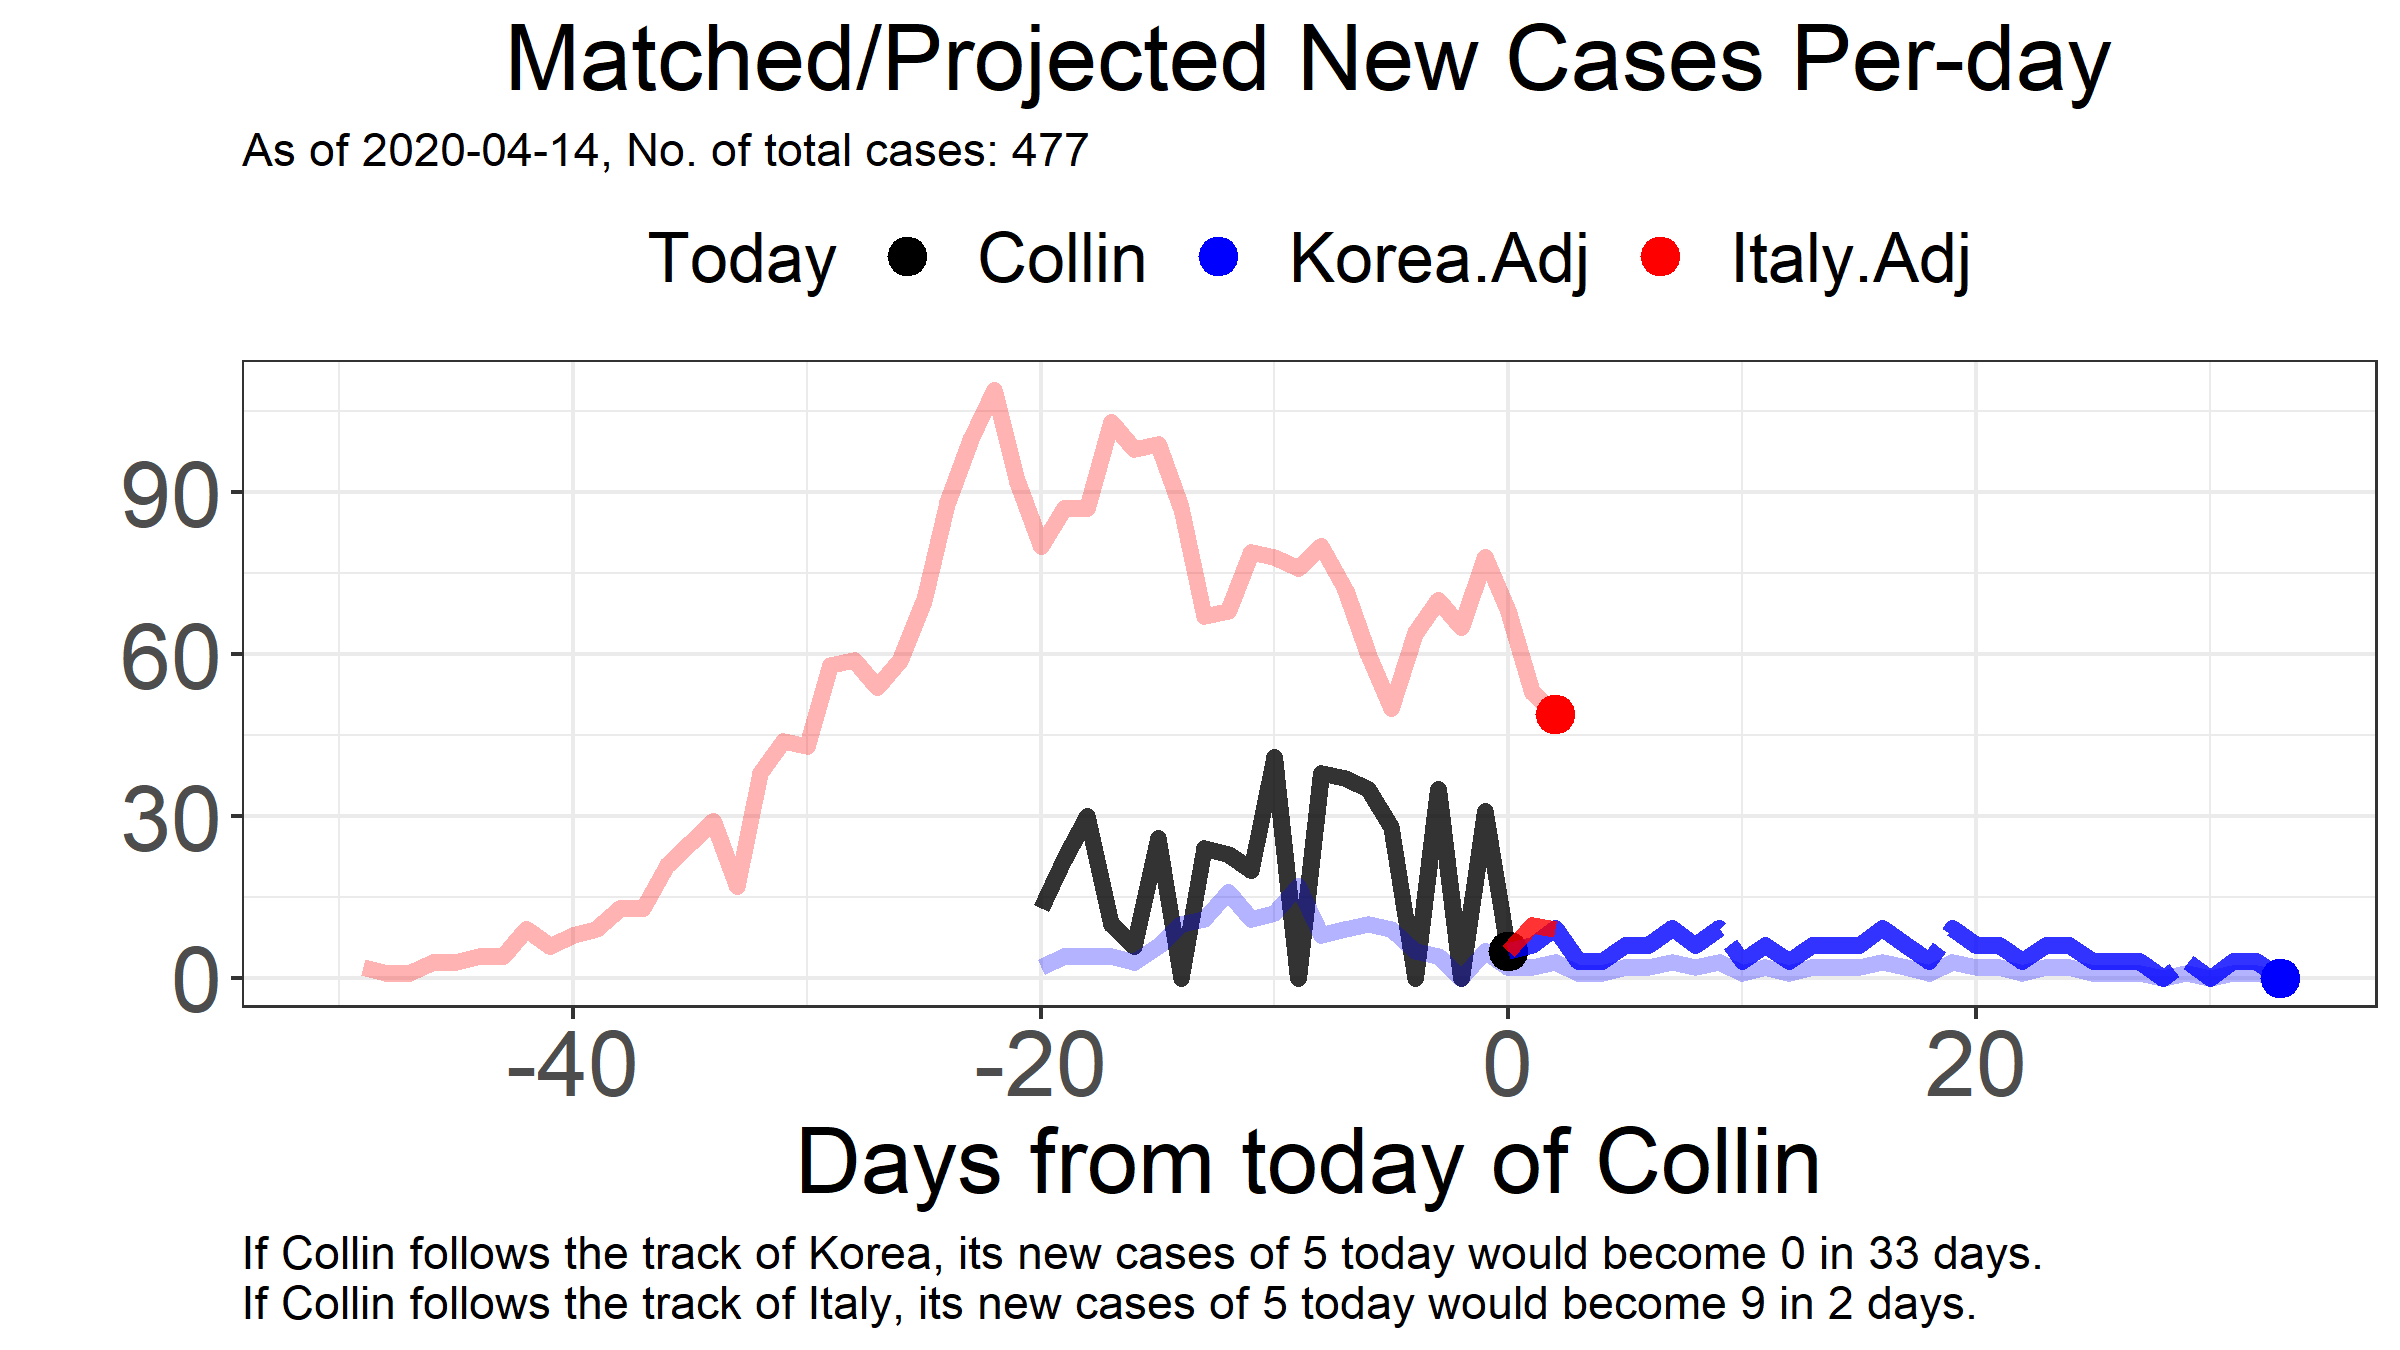 Matched/Projected New Cases Per-day
As of 2020-04-14, No. of total cases: 477
Today Collin Korea.Adj Italy.Adj
90
60
30
0
-40 -20 0 20
Days from today of Collin
If Collin follows the track of Korea, its new cases of 5 today would become 0 in 33 days.
If Collin follows the track of Italy, its new cases of 5 today would become 9 in 2 days.